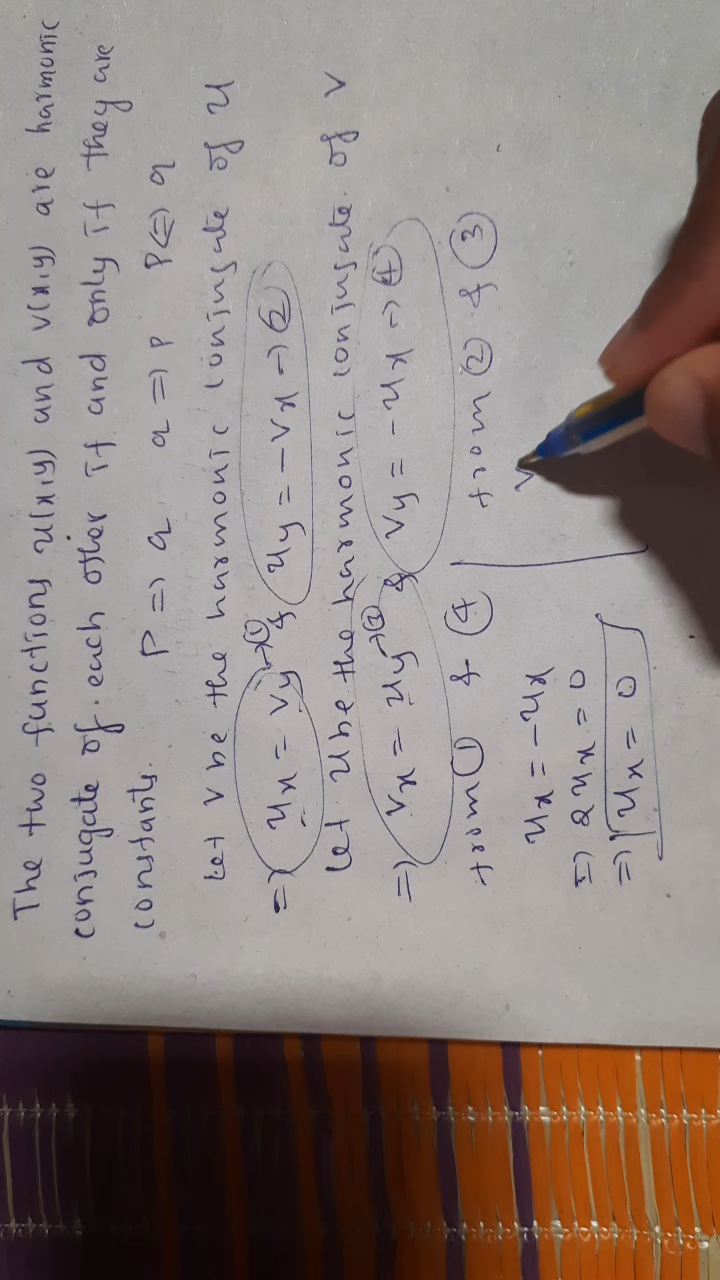 The two functions u(x,y) and v(x,y) are harmonic
conjugate of each other if and only if they are
constants. P => q q => P P<=> q
Let v be the harmonic conjugate of u
=> ux = vy →① & uy = -vx →②
Let u be the harmonic conjugate of v
=> vx = uy →③ & vy = -ux →④
from ① & ④ from ② & ③
ux = -ux v
=> 2ux = 0
=> ux = 0